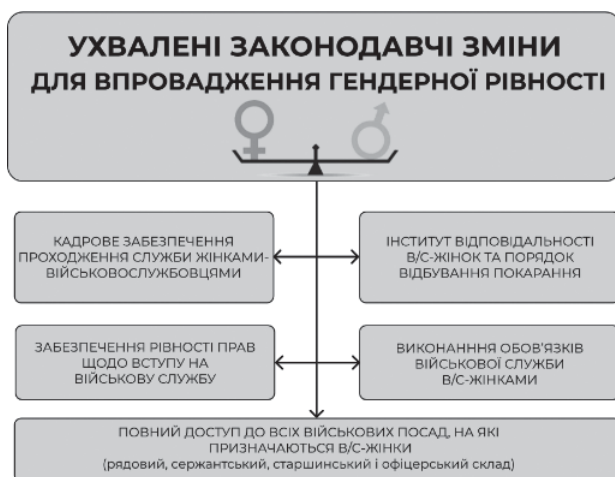 УХВАЛЕНІ ЗАКОНОДАВЧІ ЗМІНИ
ДЛЯ ВПРОВАДЖЕННЯ ГЕНДЕРНОЇ РІВНОСТІ
КАДРОВЕ ЗАБЕЗПЕЧЕННЯ
ПРОХОДЖЕННЯ СЛУЖБИ ЖІНКАМИ-
ВІЙСЬКОВОСЛУЖБОВЦЯМИ
ІНСТИТУТ ВІДПОВІДАЛЬНОСТІ
В/С-ЖІНОК ТА ПОРЯДОК
ВІДБУВАННЯ ПОКАРАННЯ
ЗАБЕЗПЕЧЕННЯ РІВНОСТІ ПРАВ
ЩОДО ВСТУПУ НА
ВІЙСЬКОВУ СЛУЖБУ
ВИКОНАНННЯ ОБОВ’ЯЗКІВ
ВІЙСЬКОВОЇ СЛУЖБИ
В/С-ЖІНКАМИ
ПОВНИЙ ДОСТУП ДО ВСІХ ВІЙСЬКОВИХ ПОСАД, НА ЯКІ
ПРИЗНАЧАЮТЬСЯ В/С-ЖІНКИ
(рядовий, сержантський, старшинський і офіцерський склад)